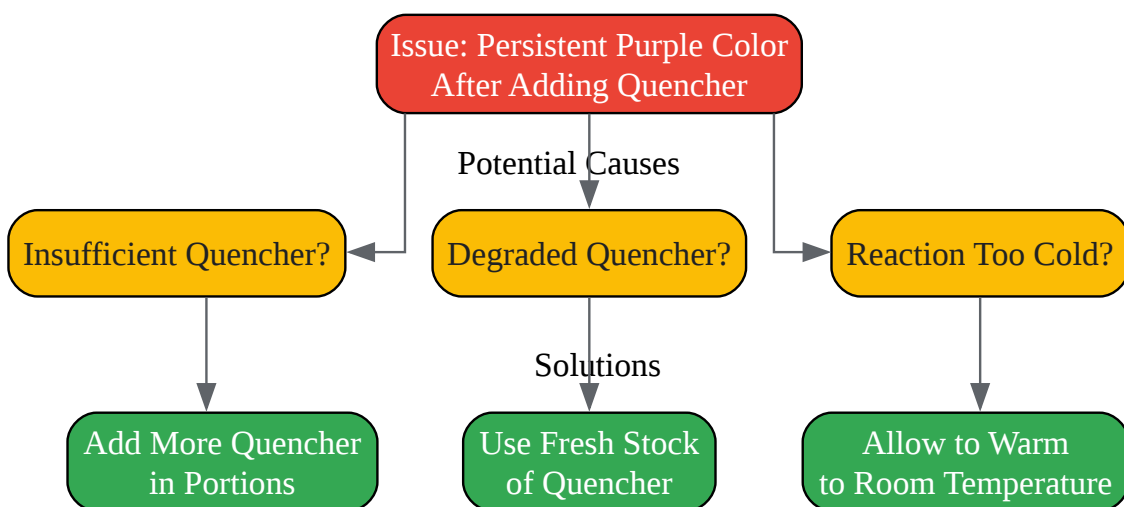 Issue: Persistent Purple Color
After Adding Quencher
Potential Causes
Insufficient Quencher?
Degraded Quencher?
Reaction Too Cold?
Solutions
Add More Quencher
in Portions
Use Fresh Stock
of Quencher
Allow to Warm
to Room Temperature